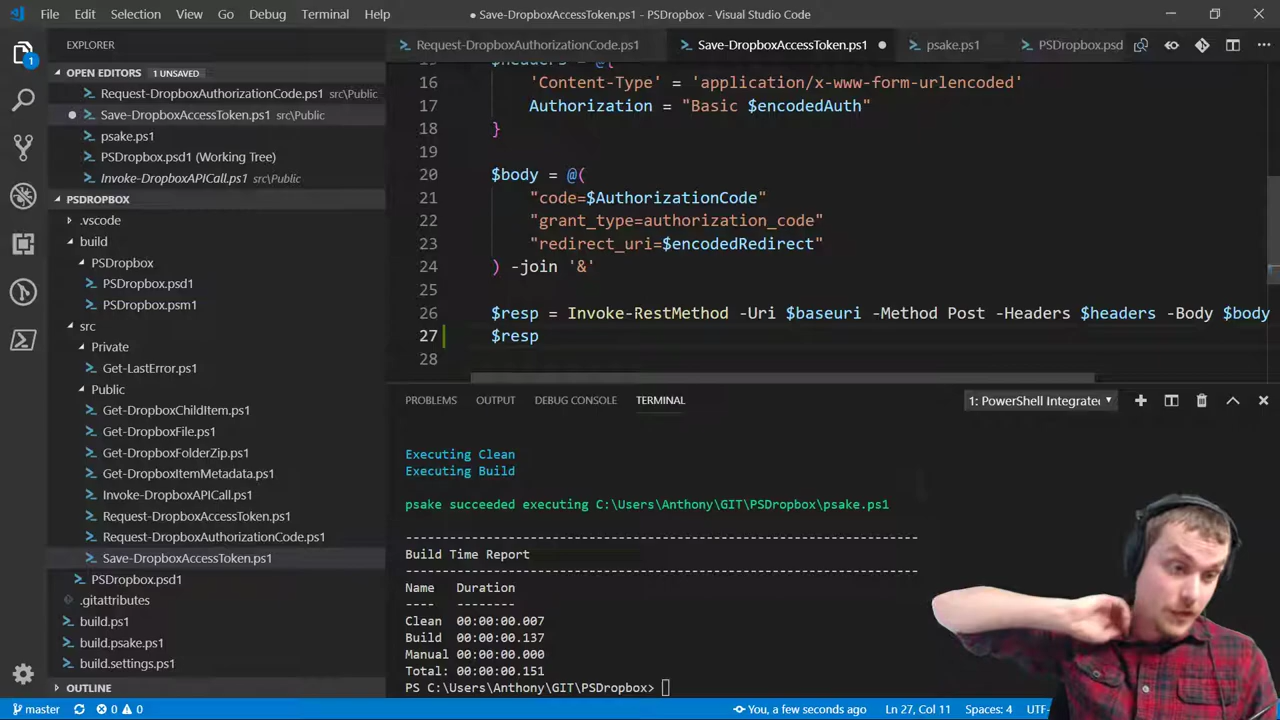 File Edit Selection View Go Debug Terminal Help
● Save-DropboxAccessToken.ps1 - PSDropbox - Visual Studio Code
EXPLORER
OPEN EDITORS 1 UNSAVED
Request-DropboxAuthorizationCode.ps1 src\Public
Save-DropboxAccessToken.ps1 src\Public
psake.ps1
PSDropbox.psd1 (Working Tree)
Invoke-DropboxAPICall.ps1 src\Public
PSDROPBOX
.vscode
build
PSDropbox
PSDropbox.psd1
PSDropbox.psm1
src
Private
Get-LastError.ps1
Public
Get-DropboxChildItem.ps1
Get-DropboxFile.ps1
Get-DropboxFolderZip.ps1
Get-DropboxItemMetadata.ps1
Invoke-DropboxAPICall.ps1
Request-DropboxAccessToken.ps1
Request-DropboxAuthorizationCode.ps1
Save-DropboxAccessToken.ps1
PSDropbox.psd1
.gitattributes
build.ps1
build.psake.ps1
build.settings.ps1
OUTLINE
Request-DropboxAuthorizationCode.ps1 Save-DropboxAccessToken.ps1 ● psake.ps1 PSDropbox.psd
15 $headers = @{
16 'Content-Type' = 'application/x-www-form-urlencoded'
17 Authorization = "Basic $encodedAuth"
18 }
19
20 $body = @(
21 "code=$AuthorizationCode"
22 "grant_type=authorization_code"
23 "redirect_uri=$encodedRedirect"
24 ) -join '&'
25
26 $resp = Invoke-RestMethod -Uri $baseuri -Method Post -Headers $headers -Body $body
27 $resp
28
PROBLEMS OUTPUT DEBUG CONSOLE TERMINAL 1: PowerShell Integrate
Executing Clean
Executing Build
psake succeeded executing C:\Users\Anthony\GIT\PSDropbox\psake.ps1
----------------------------------------------------------------------
Build Time Report
----------------------------------------------------------------------
Name Duration
---- --------
Clean 00:00:00.007
Build 00:00:00.137
Manual 00:00:00.000
Total: 00:00:00.151
PS C:\Users\Anthony\GIT\PSDropbox>
master 0 0 You, a few seconds ago Ln 27, Col 11 Spaces: 4 UTF-